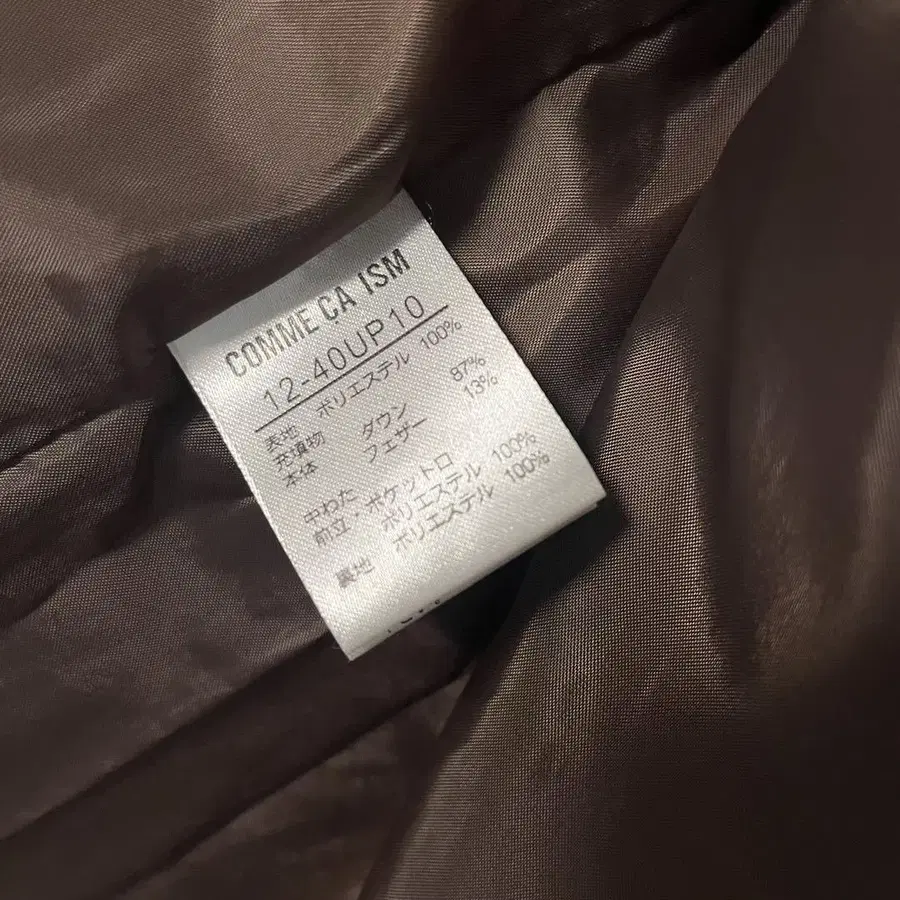 COMME ÇA ISM
12-40UP10
表地 ポリエステル 100%
充填物 ダウン 87%
本体 フェザー 13%
中わた
前立・ポケット口
ポリエステル 100%
裏地 ポリエステル 100%